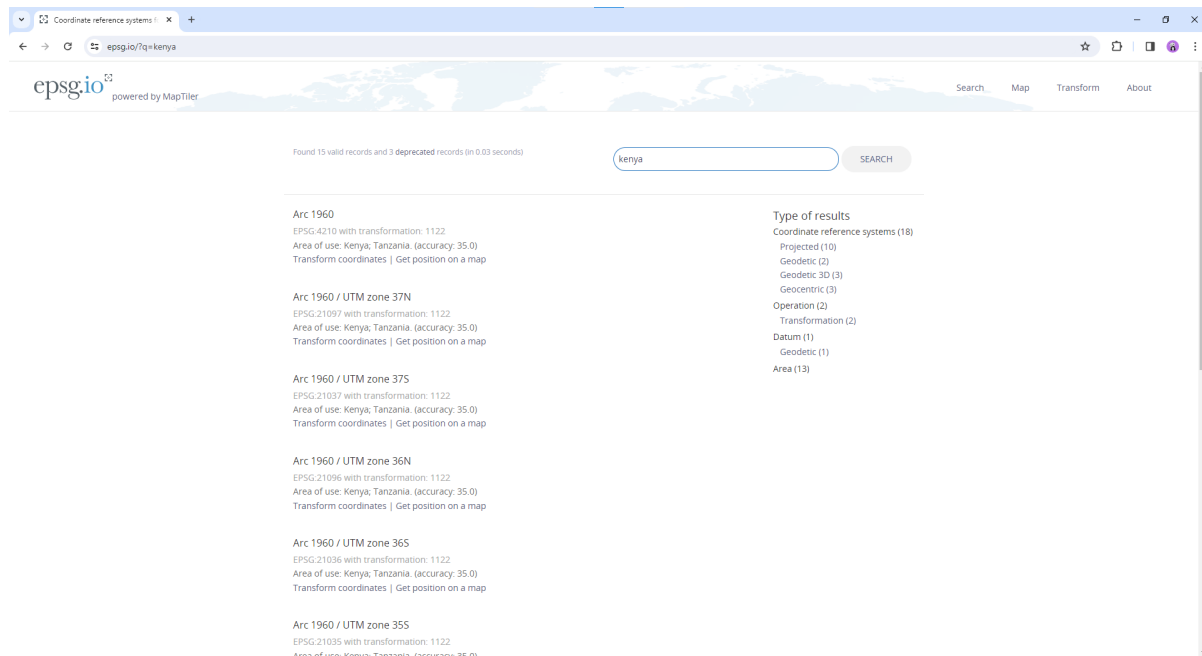 Coordinate reference systems
epsg.io/?q=kenya
epsg.io powered by MapTiler
Search Map Transform About
Found 15 valid records and 3 deprecated records (in 0.03 seconds)
kenya
SEARCH
Arc 1960
EPSG:4210 with transformation: 1122
Area of use: Kenya; Tanzania. (accuracy: 35.0)
Transform coordinates | Get position on a map
Arc 1960 / UTM zone 37N
EPSG:21097 with transformation: 1122
Area of use: Kenya; Tanzania. (accuracy: 35.0)
Transform coordinates | Get position on a map
Arc 1960 / UTM zone 37S
EPSG:21037 with transformation: 1122
Area of use: Kenya; Tanzania. (accuracy: 35.0)
Transform coordinates | Get position on a map
Arc 1960 / UTM zone 36N
EPSG:21096 with transformation: 1122
Area of use: Kenya; Tanzania. (accuracy: 35.0)
Transform coordinates | Get position on a map
Arc 1960 / UTM zone 36S
EPSG:21036 with transformation: 1122
Area of use: Kenya; Tanzania. (accuracy: 35.0)
Transform coordinates | Get position on a map
Arc 1960 / UTM zone 35S
EPSG:21035 with transformation: 1122
Area of use: Kenya; Tanzania. (accuracy: 35.0)
Type of results
Coordinate reference systems (18)
Projected (10)
Geodetic (2)
Geodetic 3D (3)
Geocentric (3)
Operation (2)
Transformation (2)
Datum (1)
Geodetic (1)
Area (13)